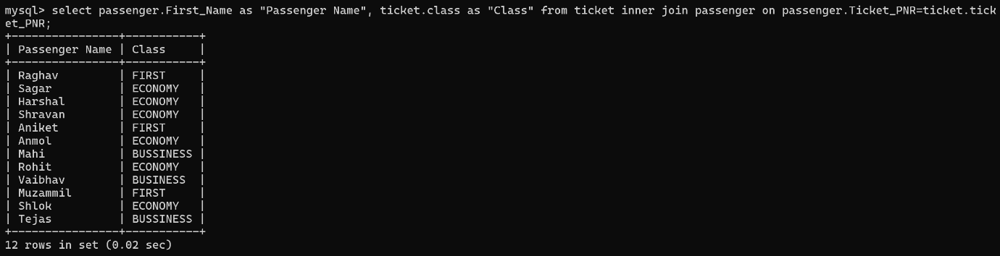 mysql> select passenger.First_Name as "Passenger Name", ticket.class as "Class" from ticket inner join passenger on passenger.Ticket_PNR=ticket.tick
et_PNR;
+----------------+-----------+
| Passenger Name | Class     |
+----------------+-----------+
| Raghav         | FIRST     |
| Sagar          | ECONOMY   |
| Harshal        | ECONOMY   |
| Shravan        | ECONOMY   |
| Aniket         | FIRST     |
| Anmol          | ECONOMY   |
| Mahi           | BUSSINESS |
| Rohit          | ECONOMY   |
| Vaibhav        | BUSINESS  |
| Muzammil       | FIRST     |
| Shlok          | ECONOMY   |
| Tejas          | BUSSINESS |
+----------------+-----------+
12 rows in set (0.02 sec)